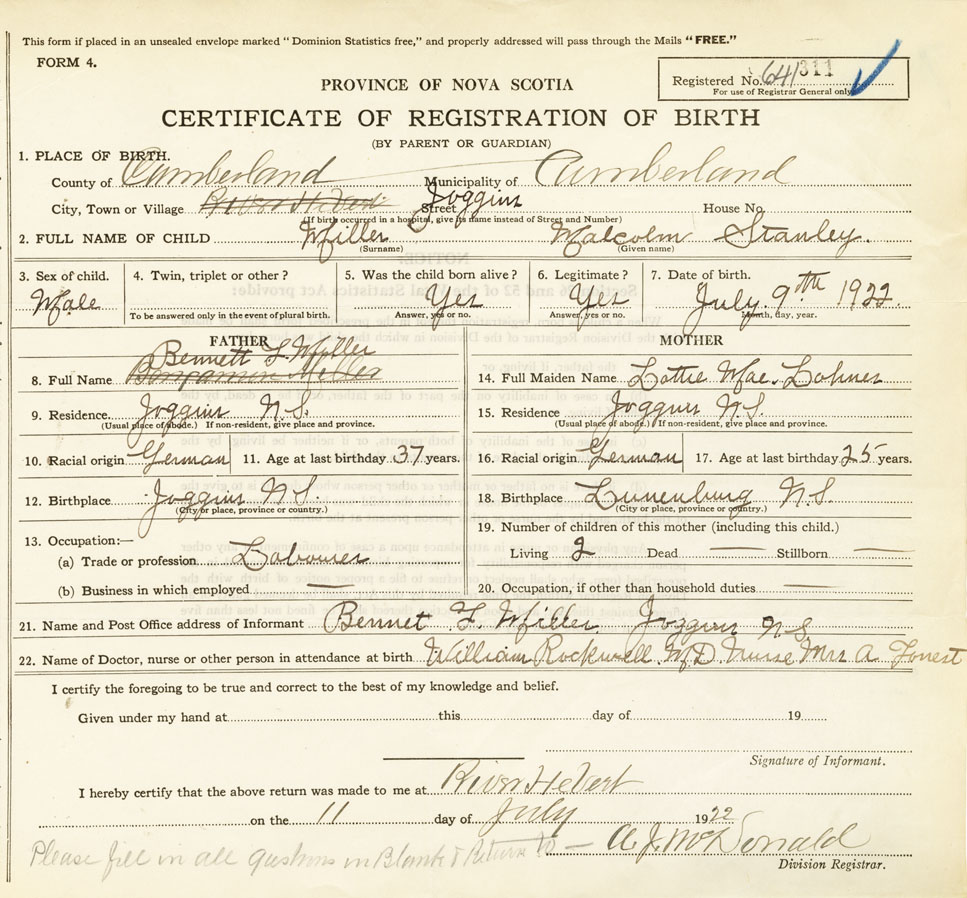 This form if placed in an unsealed envelope marked "Dominion Statistics free," and properly addressed will pass through the Mails "FREE."
FORM 4.
Registered No. 641311
For use of Registrar General only
PROVINCE OF NOVA SCOTIA
CERTIFICATE OF REGISTRATION OF BIRTH
(BY PARENT OR GUARDIAN)
1. PLACE OF BIRTH.
County of Cumberland Municipality of Cumberland
City, Town or Village River Hebert Street Joggins House No.
(If birth occurred in a hospital, give its name instead of Street and Number)
2. FULL NAME OF CHILD Miller Malcolm Stanley.
(Surname) (Given name)
3. Sex of child. 4. Twin, triplet or other? 5. Was the child born alive? 6. Legitimate? 7. Date of birth.
Male Yes Yes July 9th 1922.
To be answered only in the event of plural birth. Answer, yes or no. Answer, yes or no. Month, day, year.
FATHER MOTHER
Bennett F. Miller
8. Full Name Benjamin Miller 14. Full Maiden Name Lottie Mae Lohnes
9. Residence. Joggins N.S. 15. Residence Joggins N.S.
(Usual place of abode.) If non-resident, give place and province. (Usual place of abode.) If non-resident, give place and province.
10. Racial origin German 11. Age at last birthday 37 years. 16. Racial origin German 17. Age at last birthday 25 years.
12. Birthplace Joggins N.S. 18. Birthplace Lunenburg N.S.
(City or place, province or country.) (City or place, province or country.)
13. Occupation:— 19. Number of children of this mother (including this child.)
(a) Trade or profession Labourer Living 2 Dead — Stillborn —
(b) Business in which employed — 20. Occupation, if other than household duties —
21. Name and Post Office address of Informant Bennet F. Miller. Joggins N.S.
22. Name of Doctor, nurse or other person in attendance at birth William Rockwell M.D. Nurse Mrs A Forrest
I certify the foregoing to be true and correct to the best of my knowledge and belief.
Given under my hand at this day of 19
Signature of Informant.
I hereby certify that the above return was made to me at River Hebert
on the 11 day of July 1922
Please fill in all qustions in Blank & Return to — A. J. McDonald
Division Registrar.